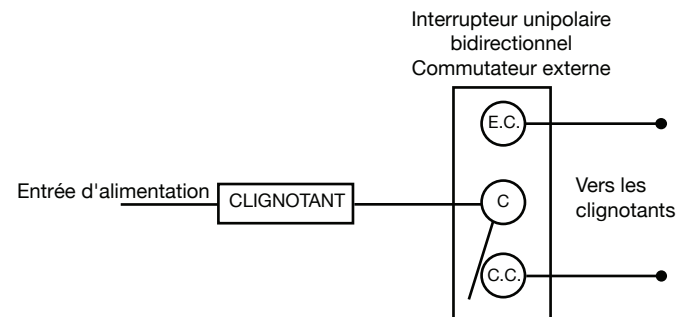 Interrupteur unipolaire
bidirectionnel
Commutateur externe
E.C.
Entrée d'alimentation
CLIGNOTANT
C
Vers les
clignotants
C.C.